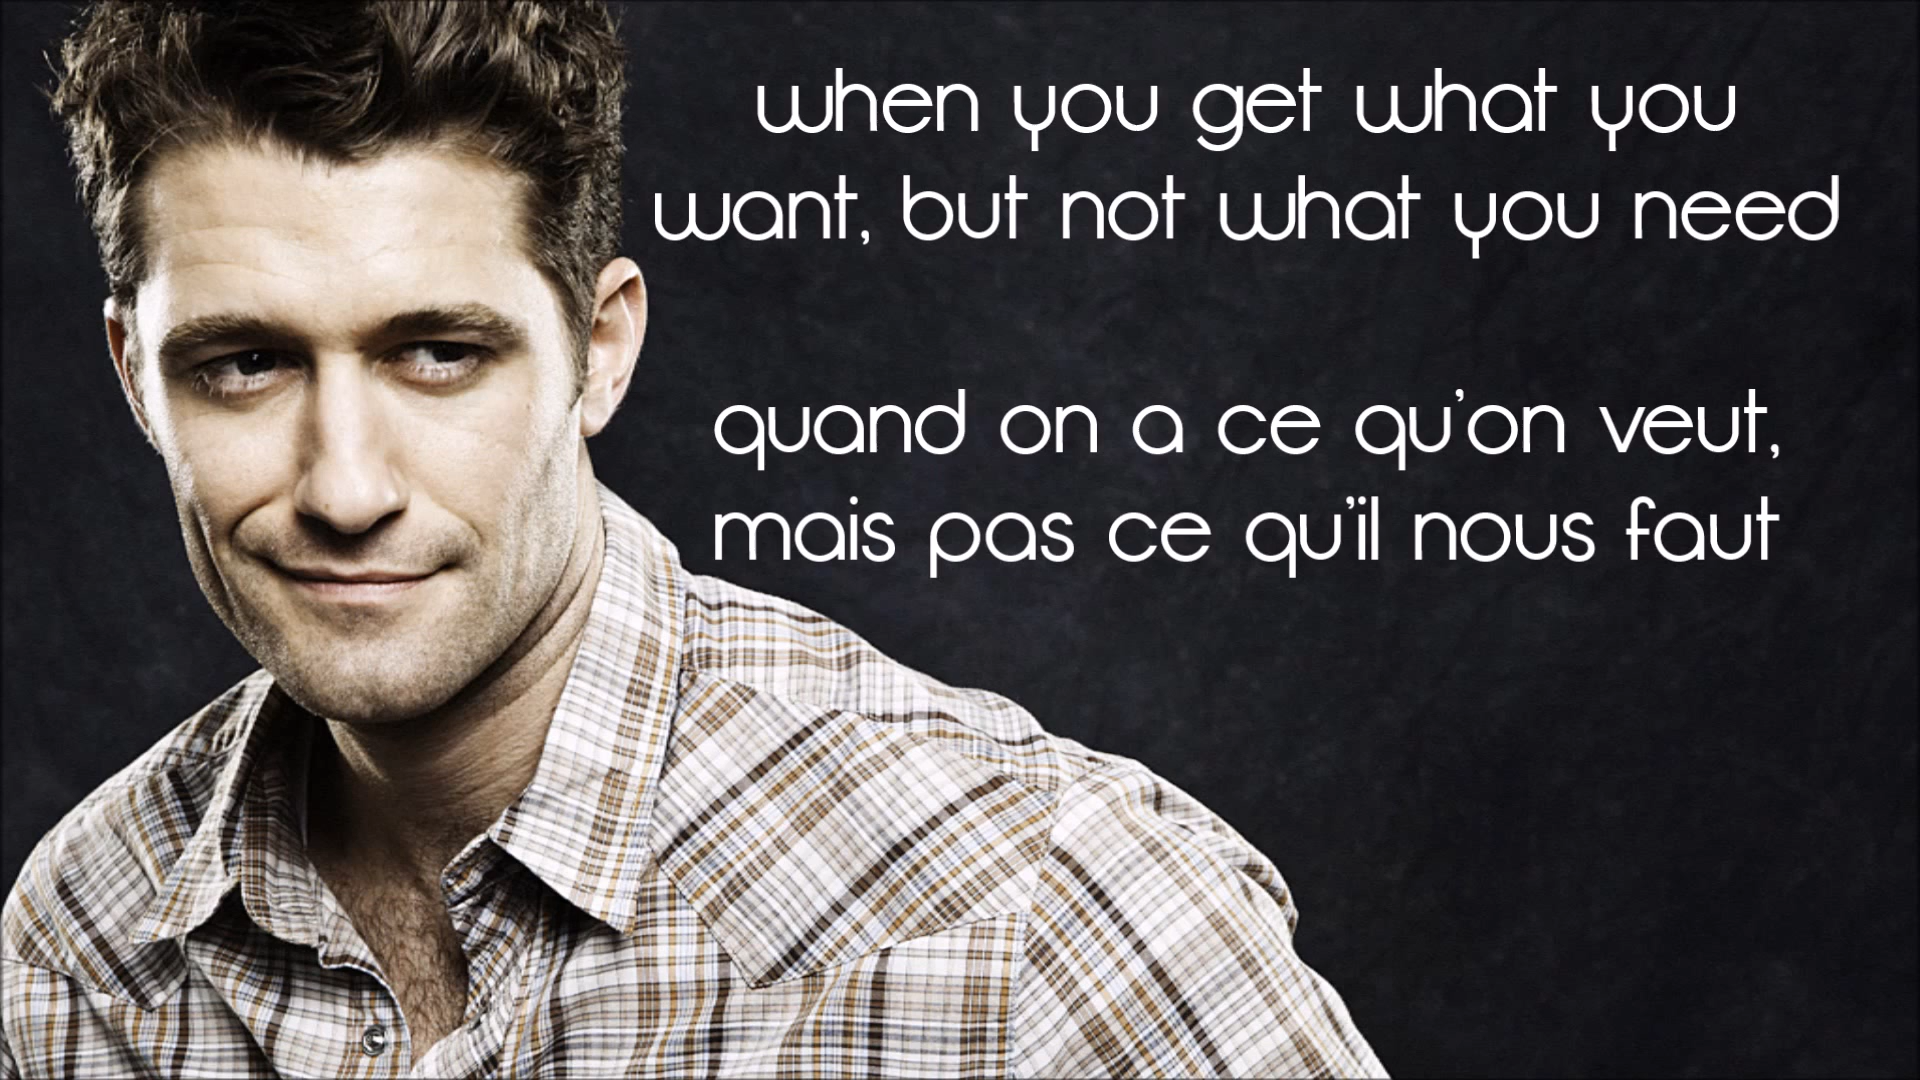 when you get what you
want, but not what you need
quand on a ce qu'on veut,
mais pas ce qu'il nous faut